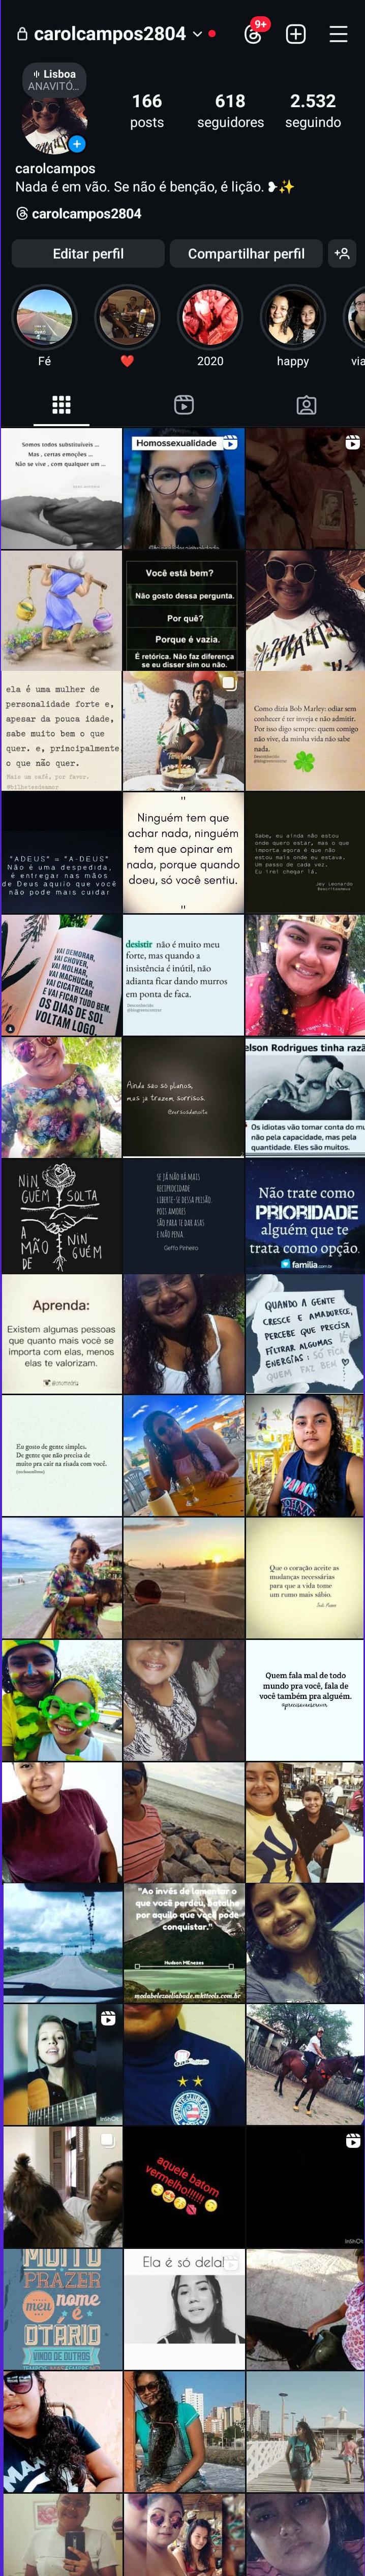 carolcampos2804
9+
Lisboa
ANAVITÓ...
166
posts
618
seguidores
2.532
seguindo
carolcampos
Nada é em vão. Se não é benção, é lição. ❥✨
carolcampos2804
Editar perfil
Compartilhar perfil
Fé
❤️
2020
happy
via
Somos todos substituíveis ...
Mas , certas emoções ...
Não se vive , com qualquer um ...
Homossexualidade
Você está bem?
Não gosto dessa pergunta.
Por quê?
Porque é vazia.
É retórica. Não faz diferença
se eu disser sim ou não.
ela é uma mulher de
personalidade forte e,
apesar da pouca idade,
sabe muito bem o que
quer. e, principalmente
o que não quer.
Mais um café, por favor.
@bilhetesdeamor
Como dizia Bob Marley: odiar sem
conhecer é ter inveja e não admitir.
Por isso sempre digo: quem comigo
não vive, da minha vida não sabe
nada.
"ADEUS" = "A-DEUS"
Não é uma despedida,
é entregar nas mãos
de Deus aquilo que você
não pode mais cuidar
"
Ninguém tem que
achar nada, ninguém
tem que opinar em
nada, porque quando
doeu, só você sentiu.
"
Sabe, eu ainda não estou
onde quero estar, mas o que
importa agora é que não
estou mais onde eu estava.
Um passo de cada vez.
Eu irei chegar lá.
Jey Leonardo
VAI DEMORAR,
VAI CHOVER,
VAI MOLHAR,
VAI MACHUCAR,
VAI CICATRIZAR,
E VAI FICAR TUDO BEM.
OS DIAS DE SOL
VOLTAM LOGO.
desistir não é muito meu
forte, mas quando a
insistência é inútil, não
adianta ficar dando murros
em ponta de faca.
Ainda são só planos,
mas já trazem sorrisos.
elson Rodrigues tinha razã
Os idiotas vão tomar conta do mu
não pela capacidade, mas pela
quantidade. Eles são muitos.
NIN
GUÉM
SOLTA
A
MÃO
DE
NIN
GUÉM
SE JÁ NÃO HÁ MAIS
RECIPROCIDADE
LIBERTE-SE DESSA PRISÃO.
POIS AMORES
SÃO PARA TE DAR ASAS
E NÃO PENA.
Geffo Pinheiro
Não trate como
PRIORIDADE
alguém que te
trata como opção.
familia.com.br
Aprenda:
Existem algumas pessoas
que quanto mais você se
importa com elas, menos
elas te valorizam.
QUANDO A GENTE
CRESCE E AMADURECE,
PERCEBE QUE PRECISA
FILTRAR ALGUMAS
ENERGIAS: SÓ FICA
QUEM FAZ BEM
Eu gosto de gente simples.
De gente que não precisa de
muito pra cair na risada com você.
Que o coração aceite as
mudanças necessárias
para que a vida tome
um rumo mais sábio.
Quem fala mal de todo
mundo pra você, fala de
você também pra alguém.
"Ao invés de lamentar o
que você perdeu, batalhe
por aquilo que você pode
conquistar."
Hudson MEnezes
modabelezaeliabude.mkttools.com.br
InShOt
aquele batom
vermelho!!!!!!
InShOt
MUITO
PRAZER
meu
nome
é
OTÁRIO
VINDO DE OUTROS
Ela é só dela!